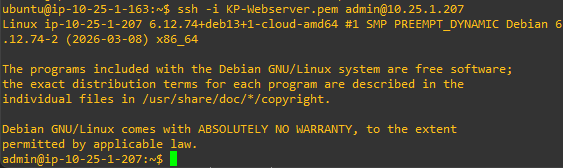 ubuntu@ip-10-25-1-163:~$ ssh -i KP-Webserver.pem admin@10.25.1.207
Linux ip-10-25-1-207 6.12.74+deb13+1-cloud-amd64 #1 SMP PREEMPT_DYNAMIC Debian 6
.12.74-2 (2026-03-08) x86_64

The programs included with the Debian GNU/Linux system are free software;
the exact distribution terms for each program are described in the
individual files in /usr/share/doc/*/copyright.

Debian GNU/Linux comes with ABSOLUTELY NO WARRANTY, to the extent
permitted by applicable law.
admin@ip-10-25-1-207:~$